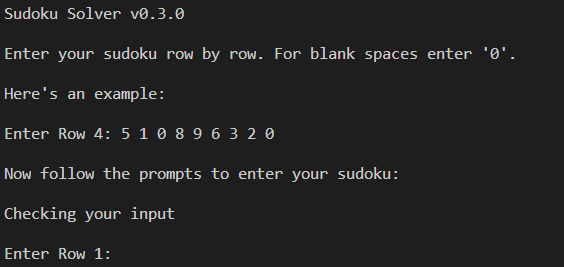 Sudoku Solver v0.3.0
Enter your sudoku row by row. For blank spaces enter '0'.
Here's an example:
Enter Row 4: 5 1 0 8 9 6 3 2 0
Now follow the prompts to enter your sudoku:
Checking your input
Enter Row 1: